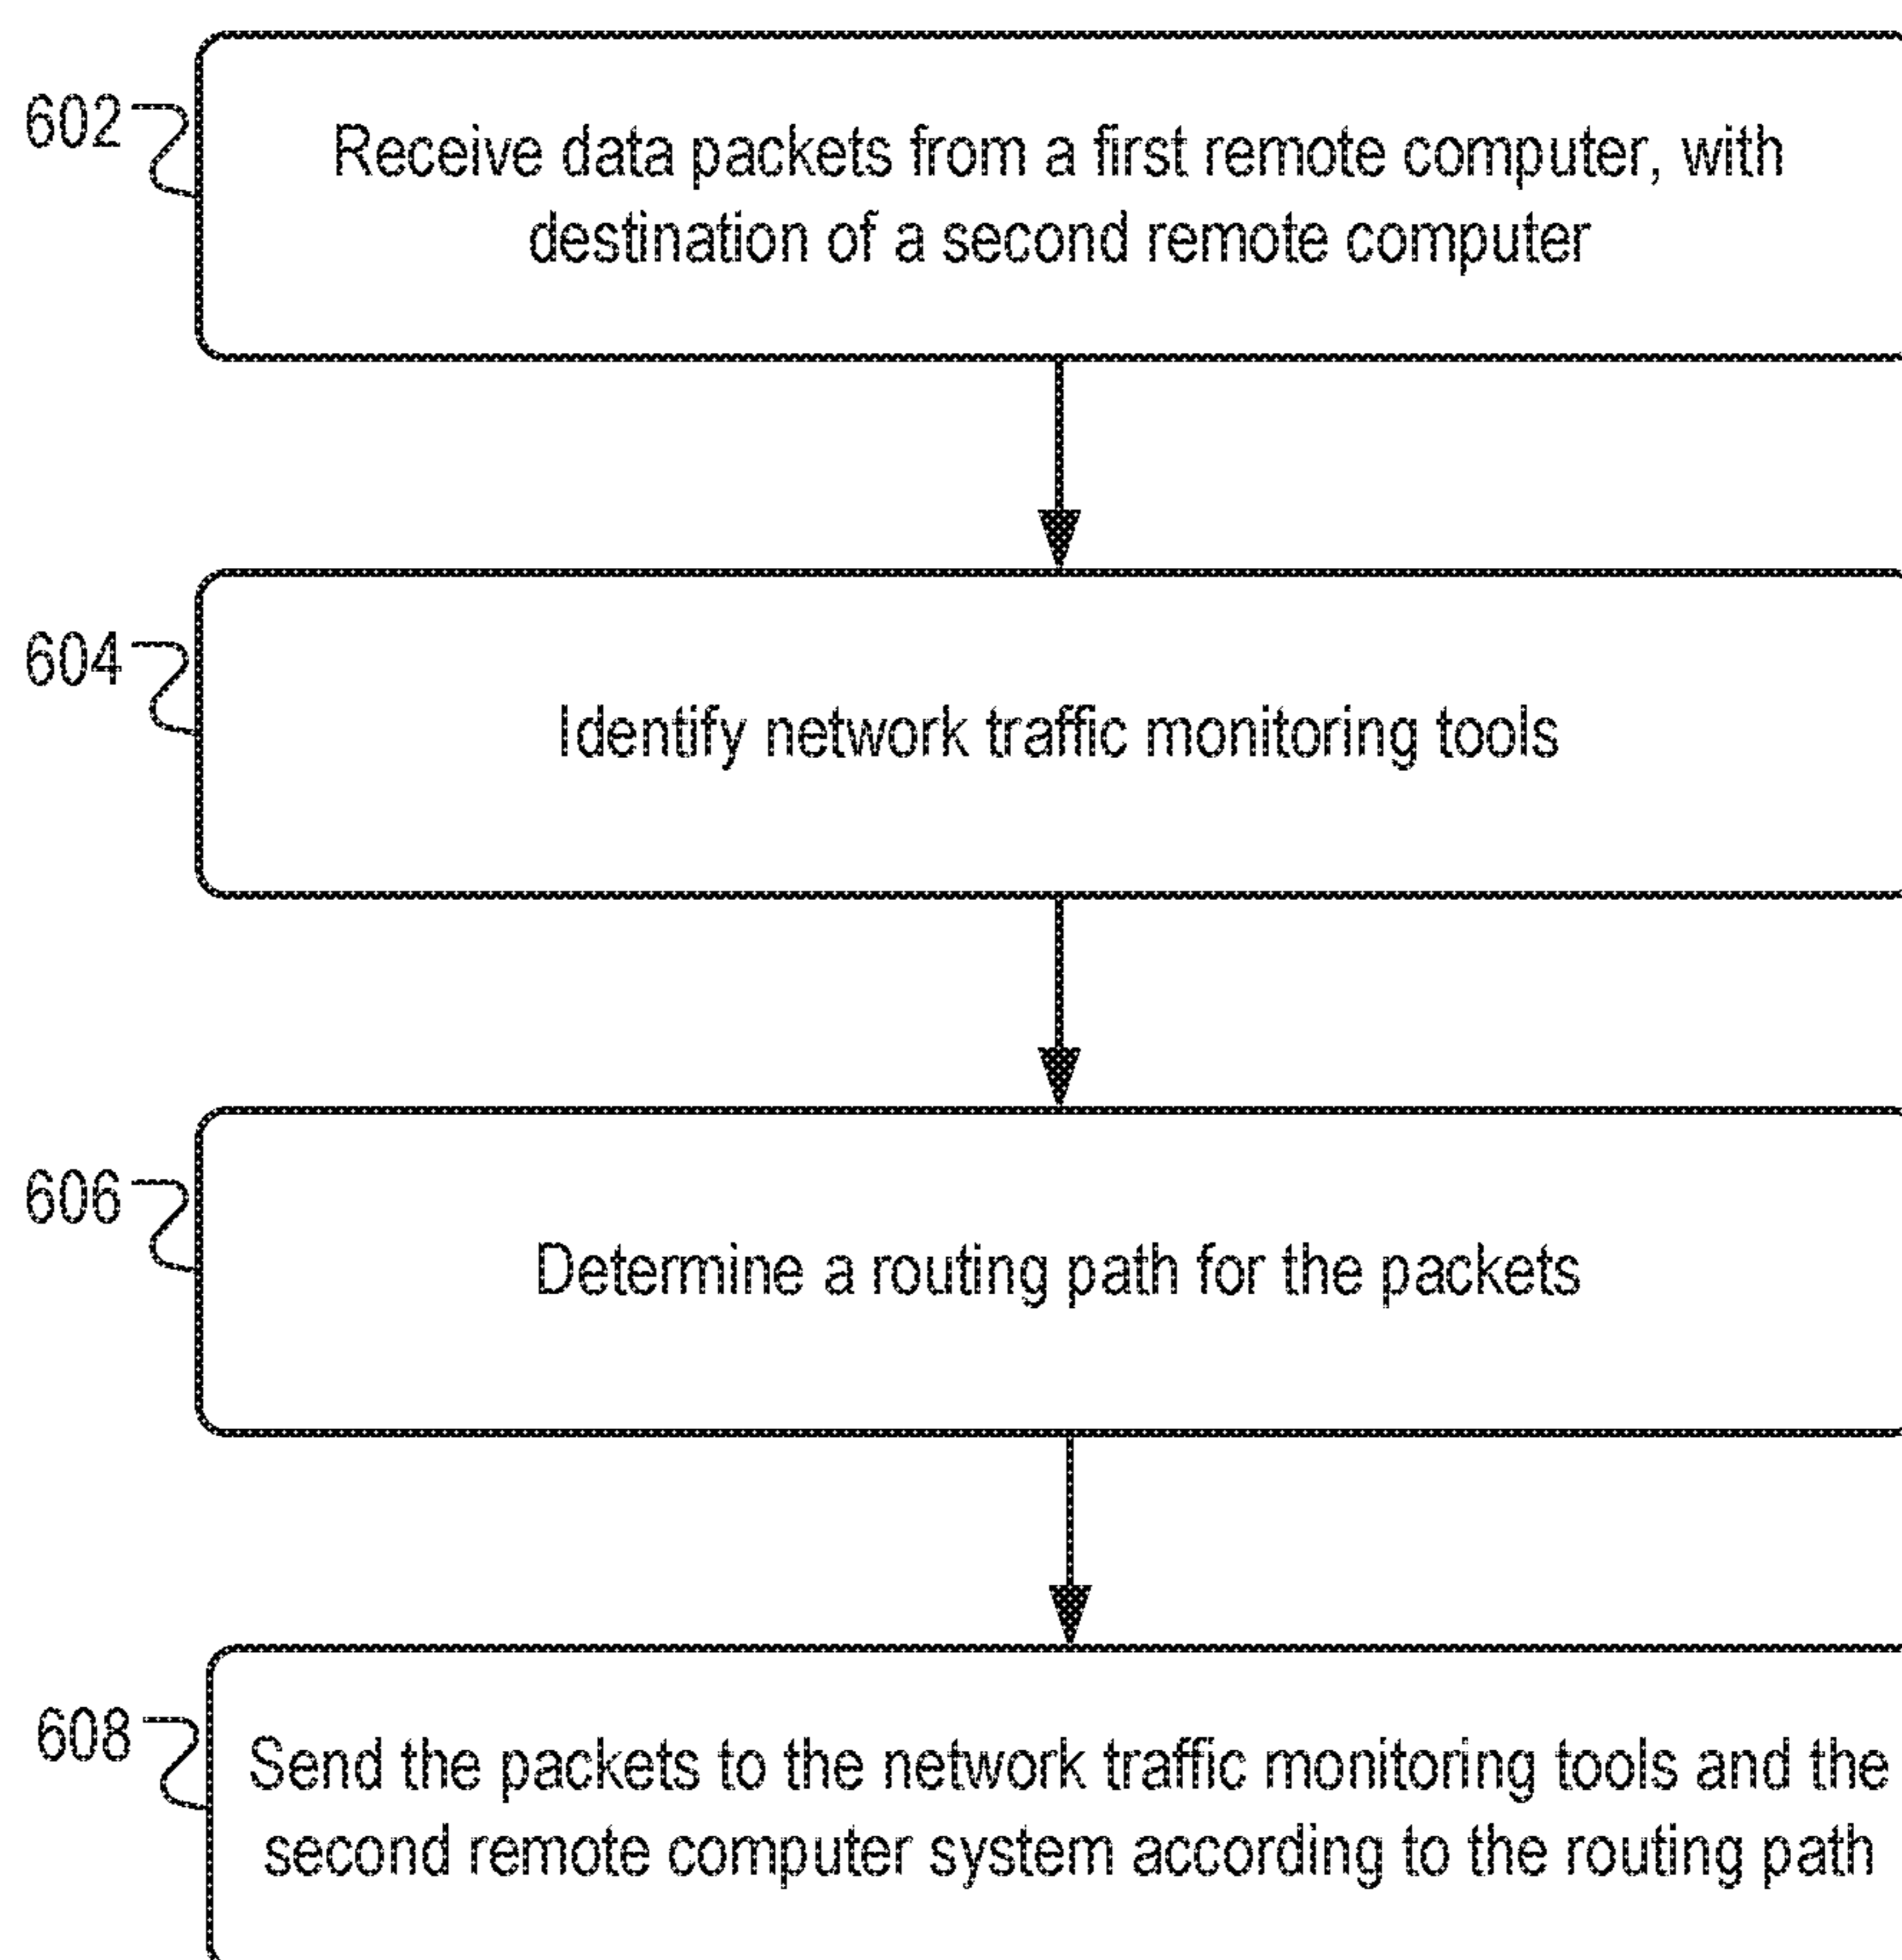 602
Receive data packets from a first remote computer, with
destination of a second remote computer
604
Identify network traffic monitoring tools
606
Determine a routing path for the packets
608
Send the packets to the network traffic monitoring tools and the
second remote computer system according to the routing path